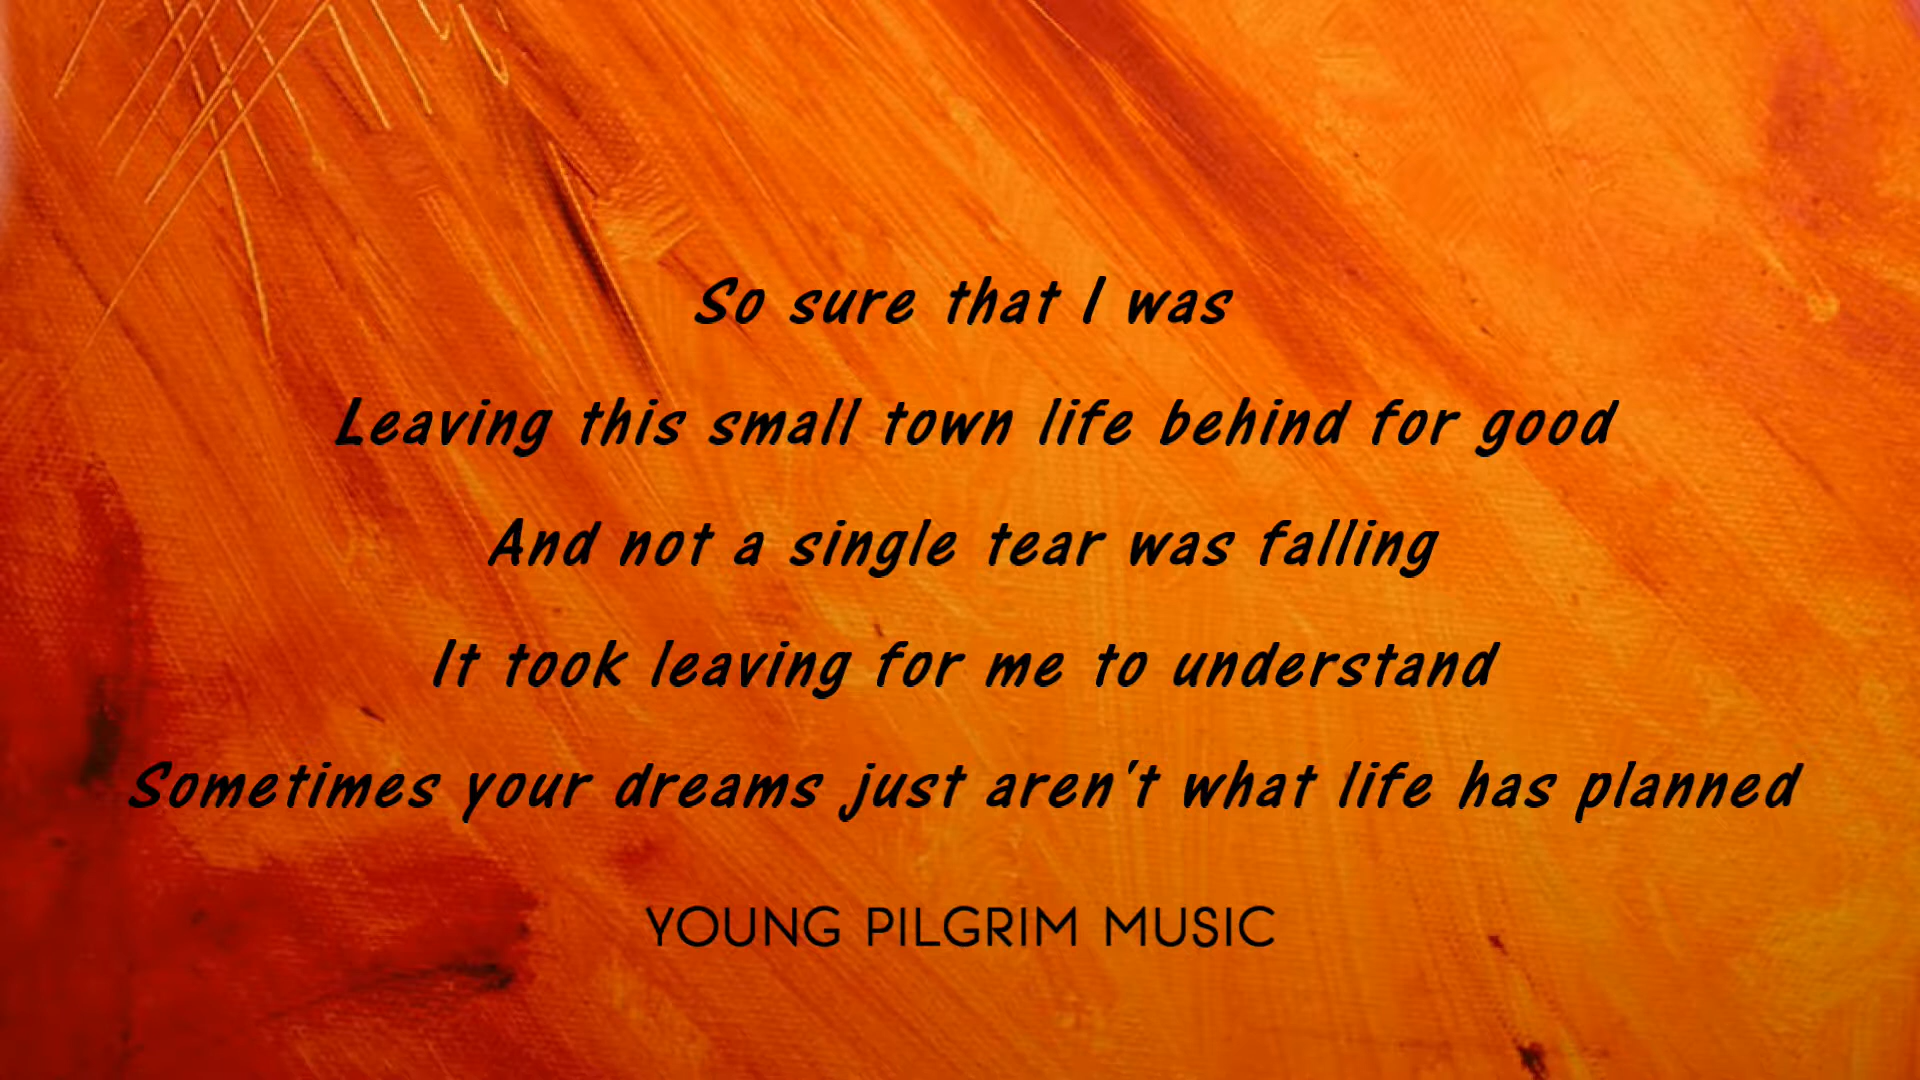 So sure that I was
Leaving this small town life behind for good
And not a single tear was falling
It took leaving for me to understand
Sometimes your dreams just aren't what life has planned
YOUNG PILGRIM MUSIC